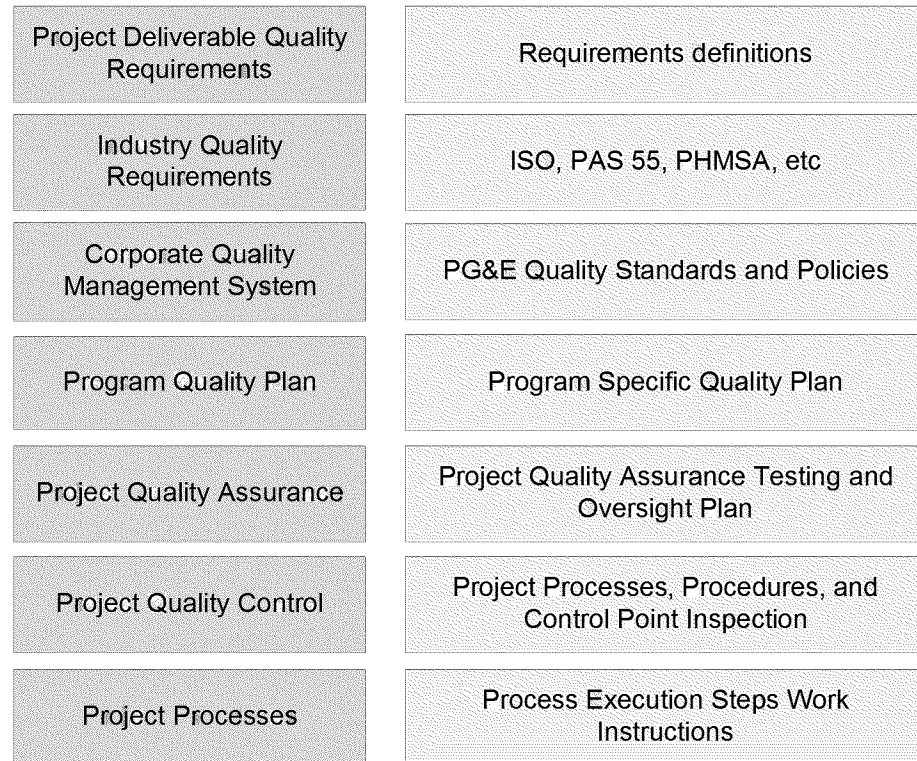 Project Deliverable Quality
Requirements
Requirements definitions
Industry Quality
Requirements
ISO, PAS 55, PHMSA, etc
Corporate Quality
Management System
PG&E Quality Standards and Policies
Program Quality Plan
Program Specific Quality Plan
Project Quality Assurance
Project Quality Assurance Testing and
Oversight Plan
Project Quality Control
Project Processes, Procedures, and
Control Point Inspection
Project Processes
Process Execution Steps Work
Instructions